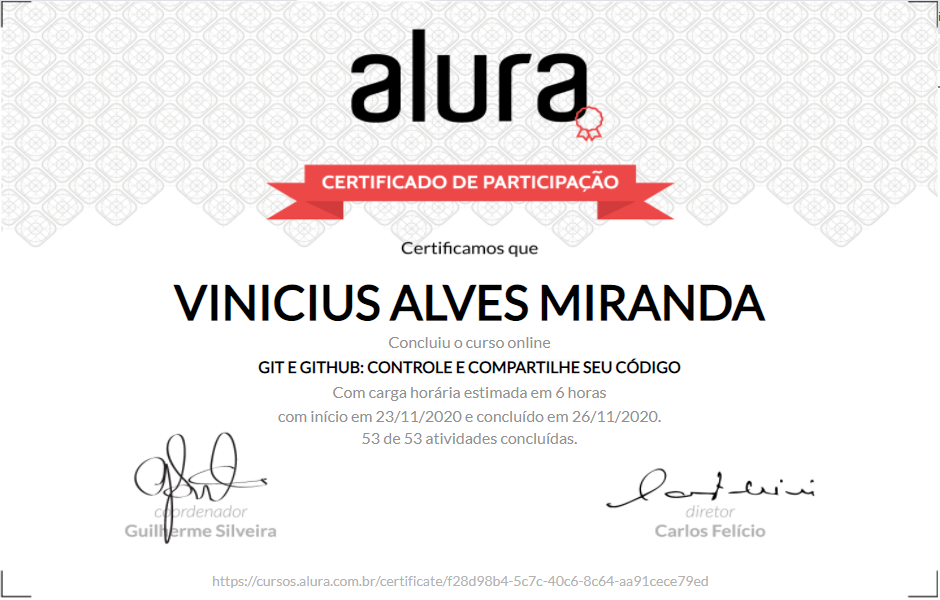 alura
CERTIFICADO DE PARTICIPAÇÃO
Certificamos que
VINICIUS ALVES MIRANDA
Concluiu o curso online
GIT E GITHUB: CONTROLE E COMPARTILHE SEU CÓDIGO
Com carga horária estimada em 6 horas
com início em 23/11/2020 e concluído em 26/11/2020.
53 de 53 atividades concluídas.
coordenador
Guilherme Silveira
diretor
Carlos Felício
https://cursos.alura.com.br/certificate/f28d98b4-5c7c-40c6-8c64-aa91cece79ed